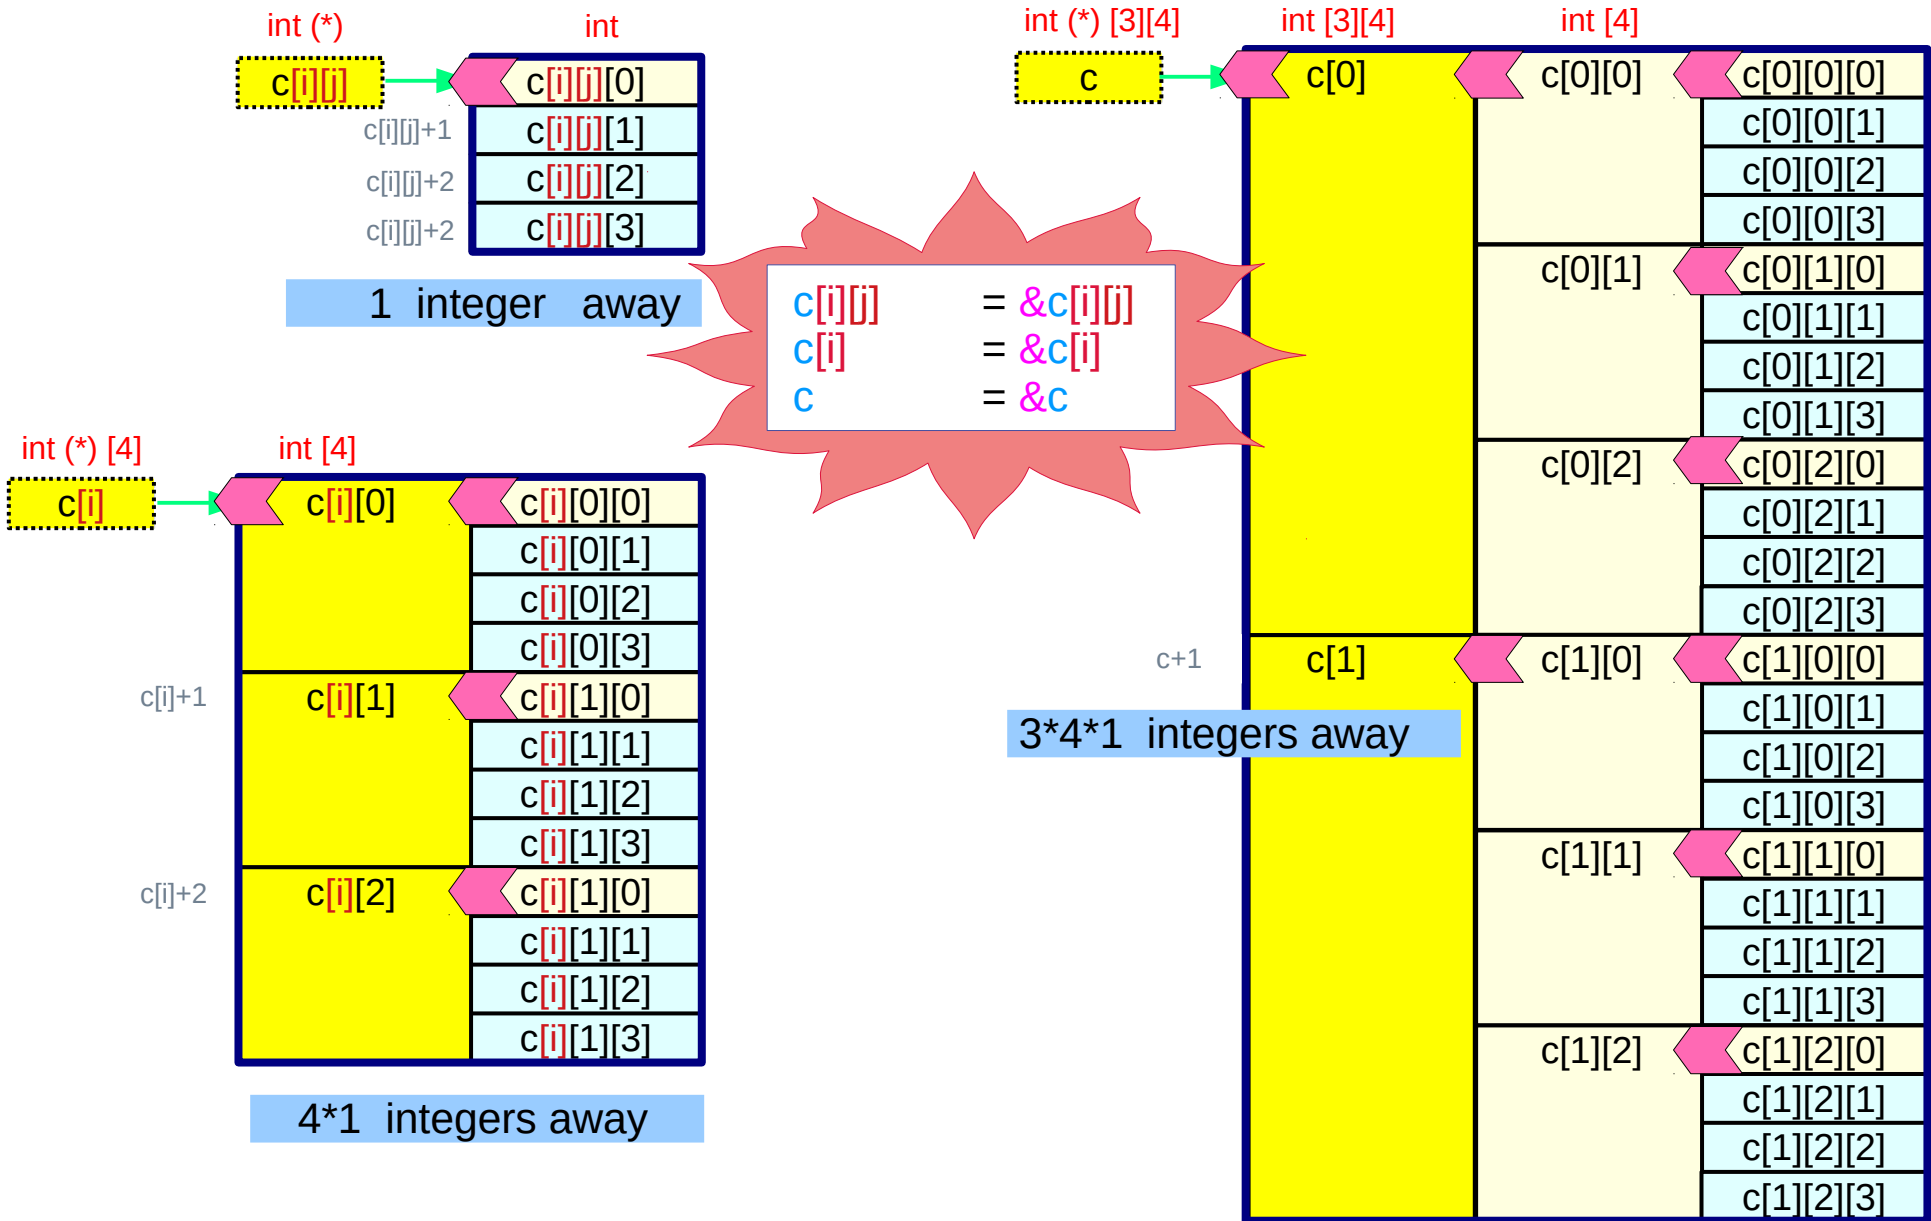 int (*) int
c[i][j] c[i][j][0]
c[i][j]+1 c[i][j][1]
c[i][j]+2 c[i][j][2]
c[i][j]+2 c[i][j][3]
1 integer away
int (*) [4] int [4]
c[i] c[i][0] c[i][0][0]
c[i][0][1]
c[i][0][2]
c[i][0][3]
c[i]+1 c[i][1] c[i][1][0]
c[i][1][1]
c[i][1][2]
c[i][1][3]
c[i]+2 c[i][2] c[i][1][0]
c[i][1][1]
c[i][1][2]
c[i][1][3]
4*1 integers away
c[i][j] = &c[i][j]
c[i] = &c[i]
c = &c
int (*) [3][4] int [3][4] int [4]
c c[0] c[0][0] c[0][0][0]
c[0][0][1]
c[0][0][2]
c[0][0][3]
c[0][1] c[0][1][0]
c[0][1][1]
c[0][1][2]
c[0][1][3]
c[0][2] c[0][2][0]
c[0][2][1]
c[0][2][2]
c[0][2][3]
c+1 c[1] c[1][0] c[1][0][0]
c[1][0][1]
3*4*1 integers away
c[1][0][2]
c[1][0][3]
c[1][1] c[1][1][0]
c[1][1][1]
c[1][1][2]
c[1][1][3]
c[1][2] c[1][2][0]
c[1][2][1]
c[1][2][2]
c[1][2][3]